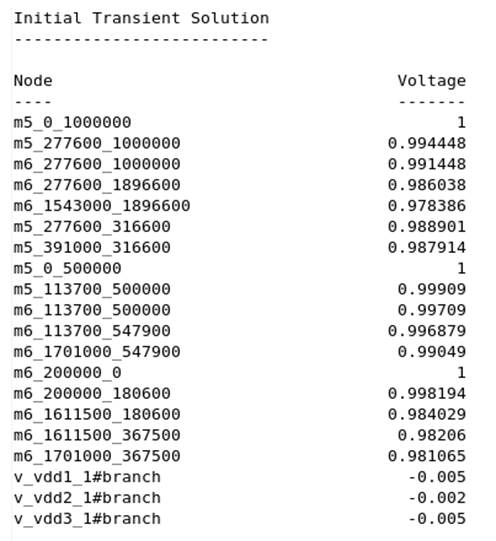 Initial Transient Solution
--------------------------
Node Voltage
---- -------
m5_0_1000000 1
m5_277600_1000000 0.994448
m6_277600_1000000 0.991448
m6_277600_1896600 0.986038
m6_1543000_1896600 0.978386
m5_277600_316600 0.988901
m5_391000_316600 0.987914
m5_0_500000 1
m5_113700_500000 0.99909
m6_113700_500000 0.99709
m6_113700_547900 0.996879
m6_1701000_547900 0.99049
m6_200000_0 1
m6_200000_180600 0.998194
m6_1611500_180600 0.984029
m6_1611500_367500 0.98206
m6_1701000_367500 0.981065
v_vdd1_1#branch -0.005
v_vdd2_1#branch -0.002
v_vdd3_1#branch -0.005